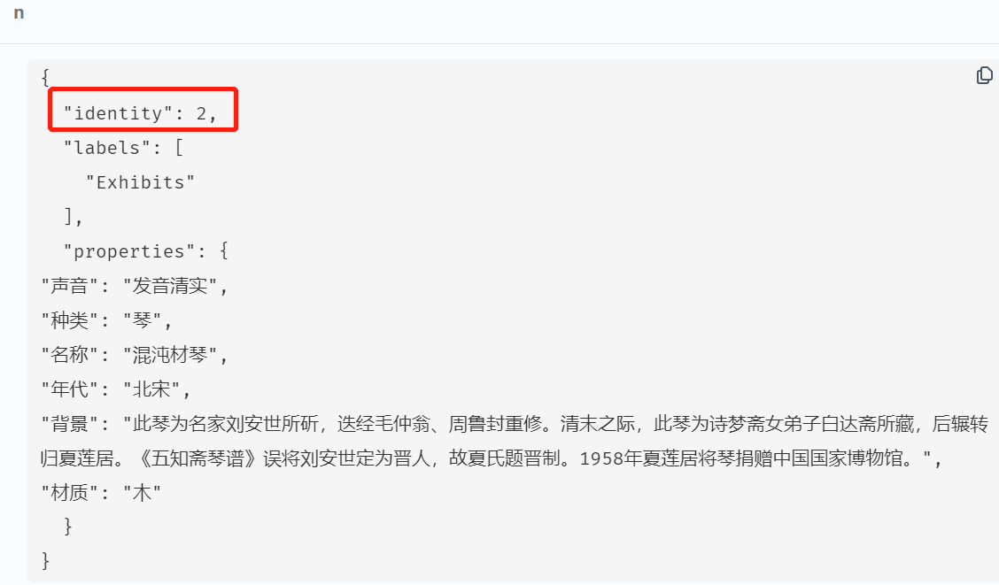 n
{
"identity": 2,
"labels": [
"Exhibits"
],
"properties": {
"声音": "发音清实",
"种类": "琴",
"名称": "混沌材琴",
"年代": "北宋",
"背景": "此琴为名家刘安世所斫，迭经毛仲翁、周鲁封重修。清末之际，此琴为诗梦斋女弟子白达斋所藏，后辗转
归夏莲居。《五知斋琴谱》误将刘安世定为晋人，故夏氏题晋制。1958年夏莲居将琴捐赠中国国家博物馆。",
"材质": "木"
}
}